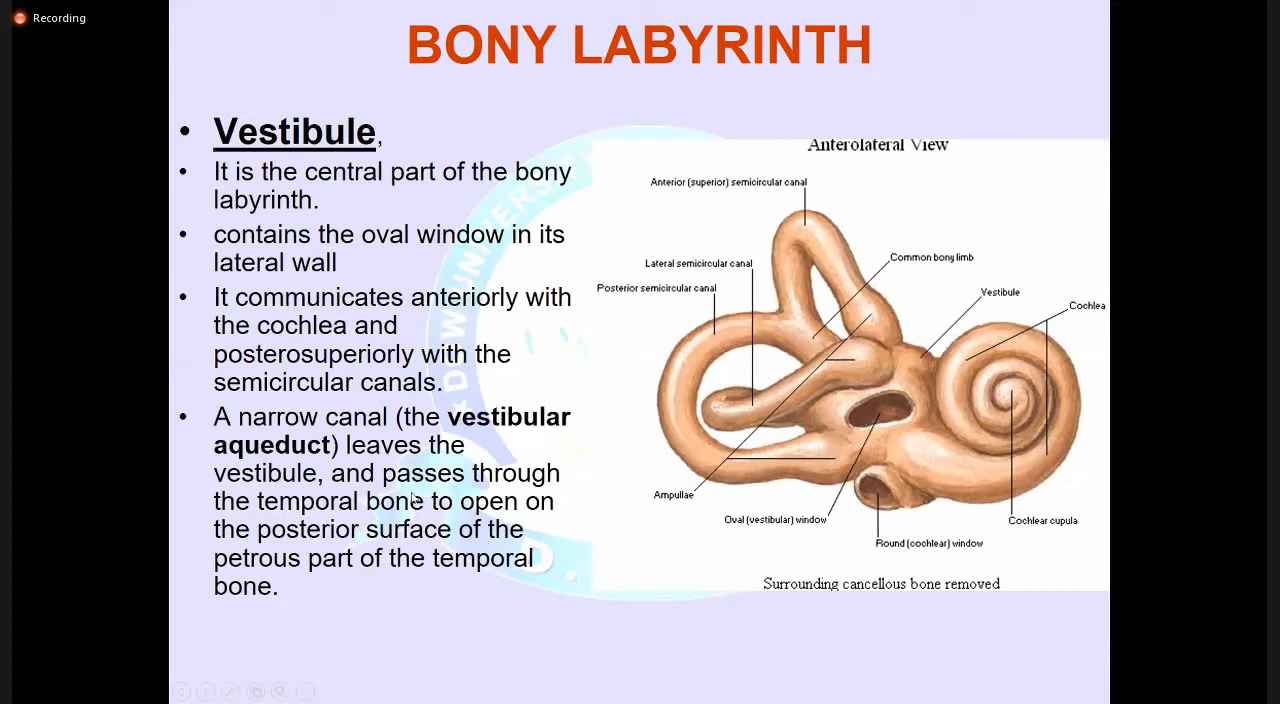 Recording
BONY LABYRINTH
• Vestibule,
• It is the central part of the bony
labyrinth.
• contains the oval window in its
lateral wall
• It communicates anteriorly with
the cochlea and
posterosuperiorly with the
semicircular canals.
• A narrow canal (the vestibular
aqueduct) leaves the
vestibule, and passes through
the temporal bone to open on
the posterior surface of the
petrous part of the temporal
bone.
Anterolateral View
Anterior (superior) semicircular canal
Common bony limb
Lateral semicircular canal
Posterior semicircular canal
Vestibule
Cochlea
Ampullae
Oval (vestibular) window
Cochlear cupula
Round (cochlear) window
Surrounding cancellous bone removed
DOW UNIVERS
D.